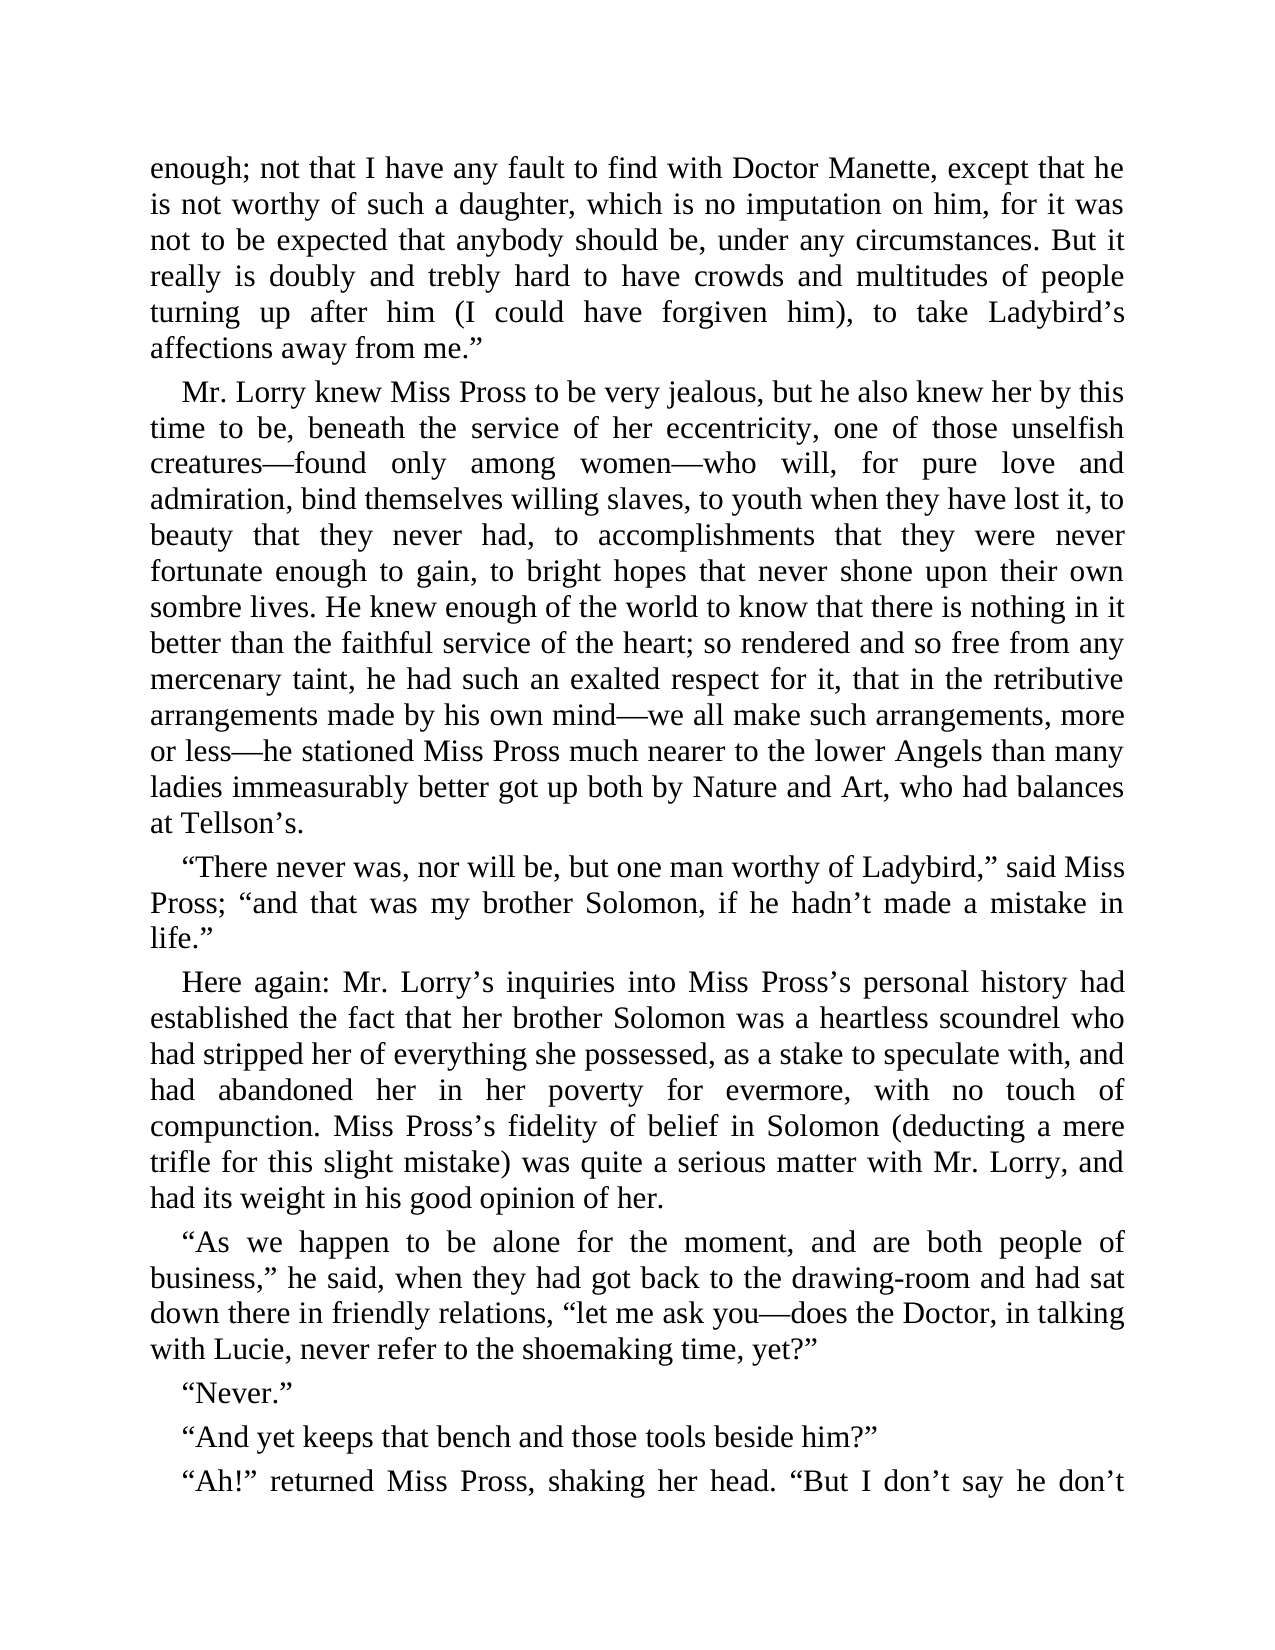 enough; not that I have any fault to find with Doctor Manette, except that he
is not worthy of such a daughter, which is no imputation on him, for it was
not to be expected that anybody should be, under any circumstances. But it
really is doubly and trebly hard to have crowds and multitudes of people
turning up after him (I could have forgiven him), to take Ladybird’s
affections away from me.”
Mr. Lorry knew Miss Pross to be very jealous, but he also knew her by this
time to be, beneath the service of her eccentricity, one of those unselfish
creatures—found only among women—who will, for pure love and
admiration, bind themselves willing slaves, to youth when they have lost it, to
beauty that they never had, to accomplishments that they were never
fortunate enough to gain, to bright hopes that never shone upon their own
sombre lives. He knew enough of the world to know that there is nothing in it
better than the faithful service of the heart; so rendered and so free from any
mercenary taint, he had such an exalted respect for it, that in the retributive
arrangements made by his own mind—we all make such arrangements, more
or less—he stationed Miss Pross much nearer to the lower Angels than many
ladies immeasurably better got up both by Nature and Art, who had balances
at Tellson’s.
“There never was, nor will be, but one man worthy of Ladybird,” said Miss
Pross; “and that was my brother Solomon, if he hadn’t made a mistake in
life.”
Here again: Mr. Lorry’s inquiries into Miss Pross’s personal history had
established the fact that her brother Solomon was a heartless scoundrel who
had stripped her of everything she possessed, as a stake to speculate with, and
had abandoned her in her poverty for evermore, with no touch of
compunction. Miss Pross’s fidelity of belief in Solomon (deducting a mere
trifle for this slight mistake) was quite a serious matter with Mr. Lorry, and
had its weight in his good opinion of her.
“As we happen to be alone for the moment, and are both people of
business,” he said, when they had got back to the drawing-room and had sat
down there in friendly relations, “let me ask you—does the Doctor, in talking
with Lucie, never refer to the shoemaking time, yet?”
“Never.”
“And yet keeps that bench and those tools beside him?”
“Ah!” returned Miss Pross, shaking her head. “But I don’t say he don’t